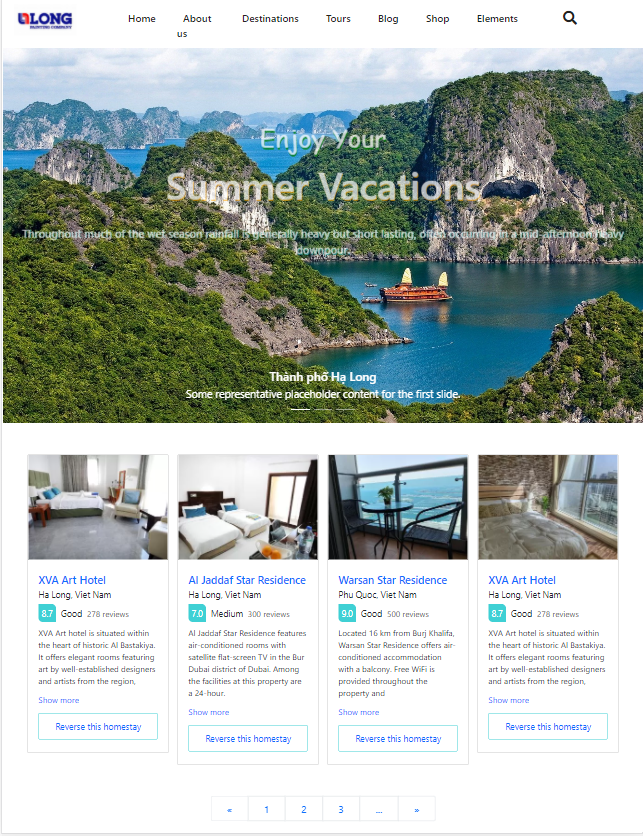 LONG
PAINTING COMPANY
Home About us Destinations Tours Blog Shop Elements
Enjoy Your
Summer Vacations
Throughout much of the wet season rainfall is generally heavy but short lasting, often occurring in a mid-afternoon heavy
downpour.
Thành phố Hạ Long
Some representative placeholder content for the first slide.
XVA Art Hotel
Ha Long, Viet Nam
8.7 Good 278 reviews
XVA Art hotel is situated within
the heart of historic Al Bastakiya.
It offers elegant rooms featuring
art by well-established designers
and artists from the region,
Show more
Reverse this homestay
Al Jaddaf Star Residence
Ha Long, Viet Nam
7.0 Medium 300 reviews
Al Jaddaf Star Residence features
air-conditioned rooms with
satellite flat-screen TV in the Bur
Dubai district of Dubai. Among
the facilities at this property are
a 24-hour.
Show more
Reverse this homestay
Warsan Star Residence
Phu Quoc, Viet Nam
9.0 Good 500 reviews
Located 16 km from Burj Khalifa,
Warsan Star Residence offers air-
conditioned accommodation
with a balcony. Free WiFi is
provided throughout the
property and
Show more
Reverse this homestay
XVA Art Hotel
Ha Long, Viet Nam
8.7 Good 278 reviews
XVA Art hotel is situated within
the heart of historic Al Bastakiya.
It offers elegant rooms featuring
art by well-established designers
and artists from the region,
Show more
Reverse this homestay
« 1 2 3 ... »